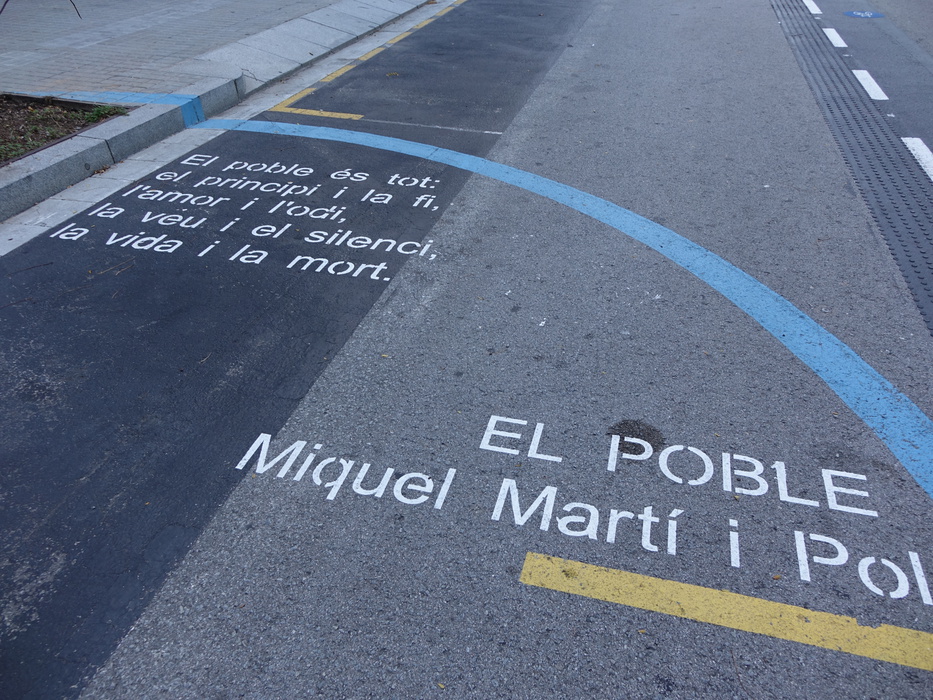 El poble és tot:
el principi i la fi,
l'amor i l'odi,
la veu i el silenci,
la vida i la mort.
EL POBLE
Miquel Martí i Pol